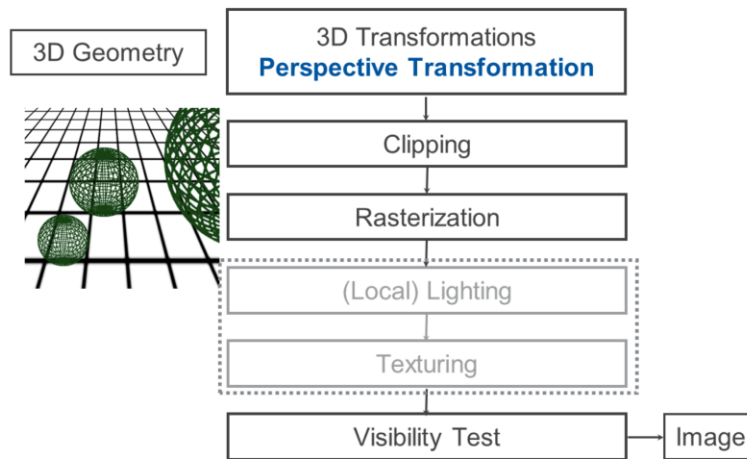 3D Geometry
3D Transformations
Perspective Transformation
Clipping
Rasterization
(Local) Lighting
Texturing
Visibility Test
Image